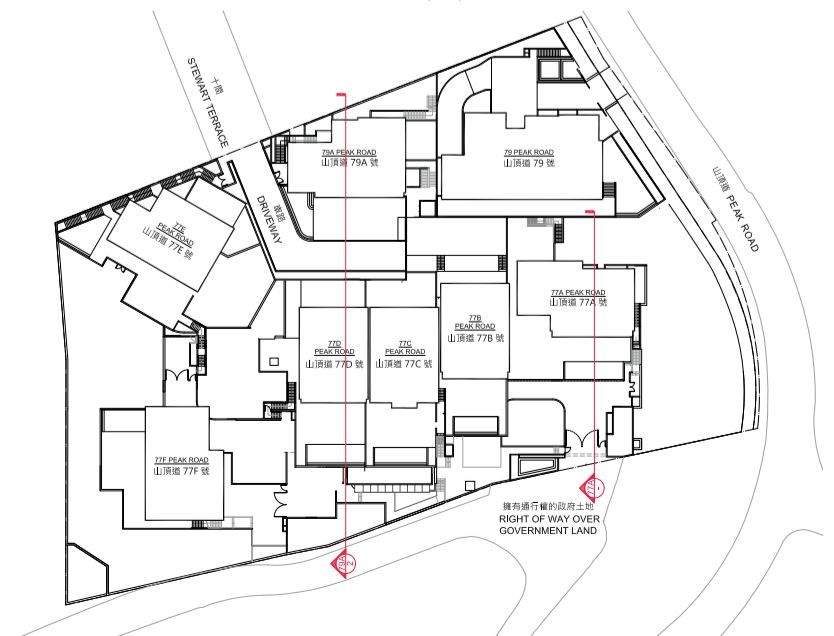 十間
STEWART TERRACE
79A PEAK ROAD
山頂道 79A 號
79 PEAK ROAD
山頂道 79 號
山頂道 PEAK ROAD
車路
DRIVEWAY
77E
PEAK ROAD
山頂道 77E 號
77A PEAK ROAD
山頂道 77A 號
77B
PEAK ROAD
山頂道 77B 號
77D
PEAK ROAD
山頂道 77D 號
77C
PEAK ROAD
山頂道 77C 號
77F PEAK ROAD
山頂道 77F 號
77A
擁有通行權的政府土地
RIGHT OF WAY OVER
GOVERNMENT LAND
79A
2